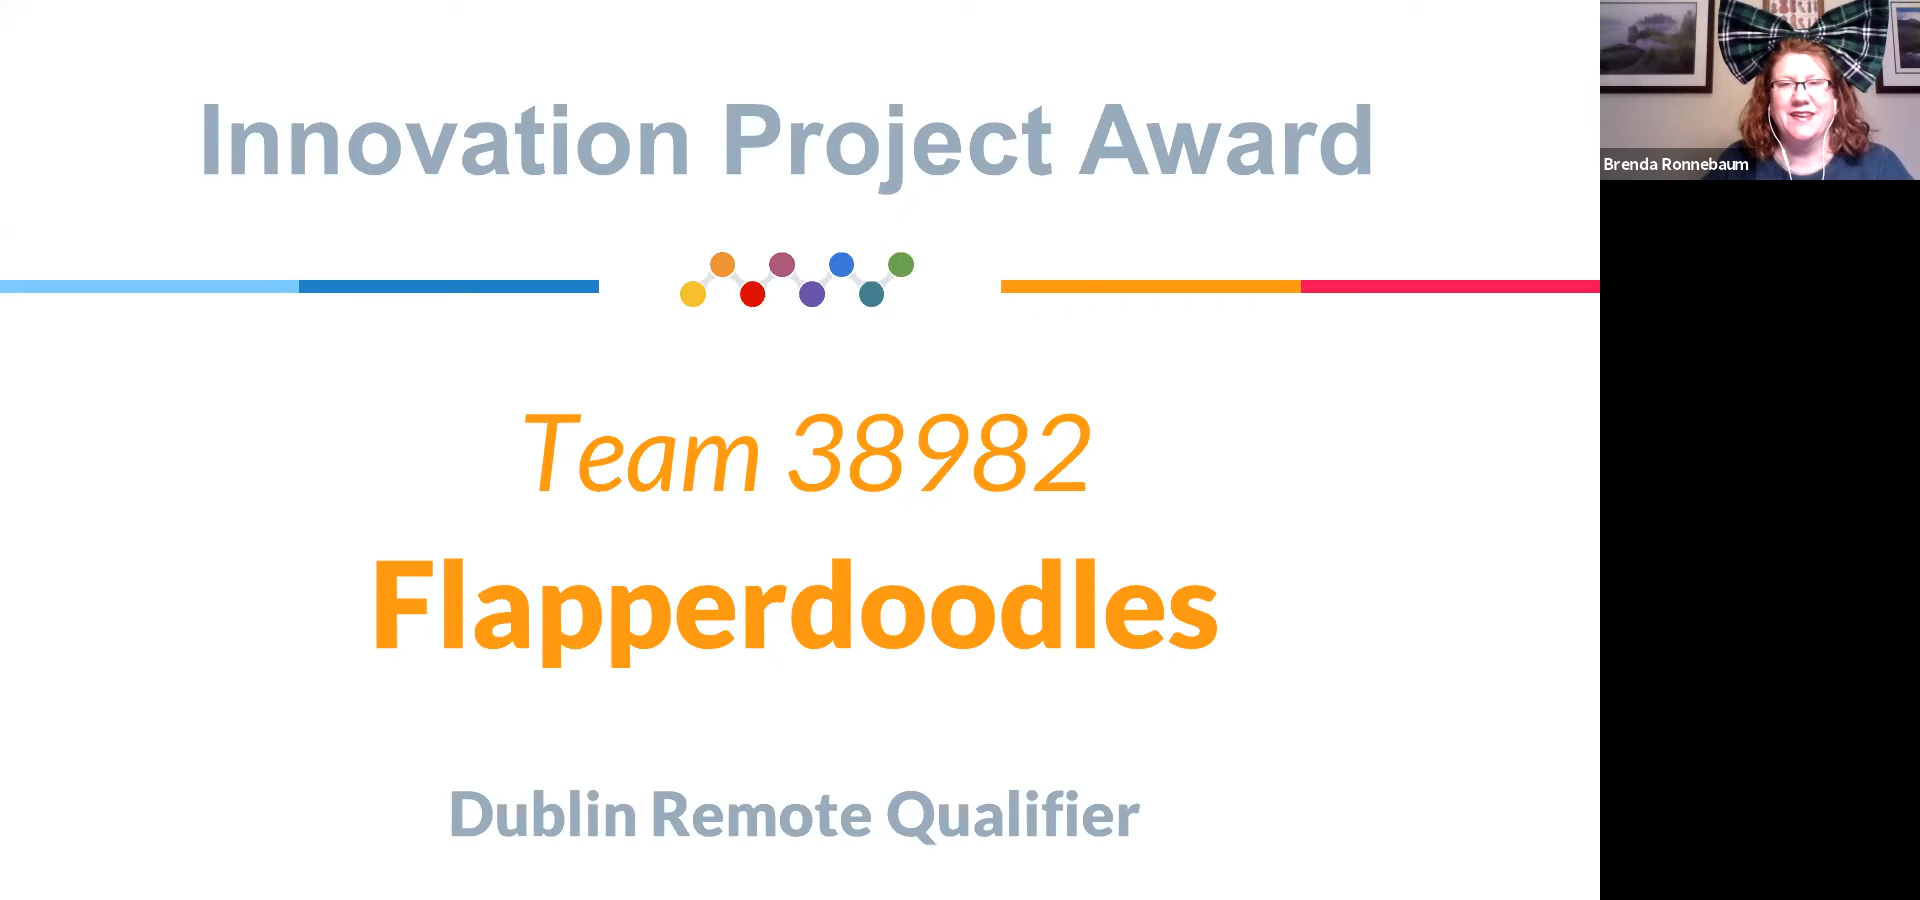 Innovation Project Award
Team 38982
Flapperdoodles
Dublin Remote Qualifier
Brenda Ronnebaum